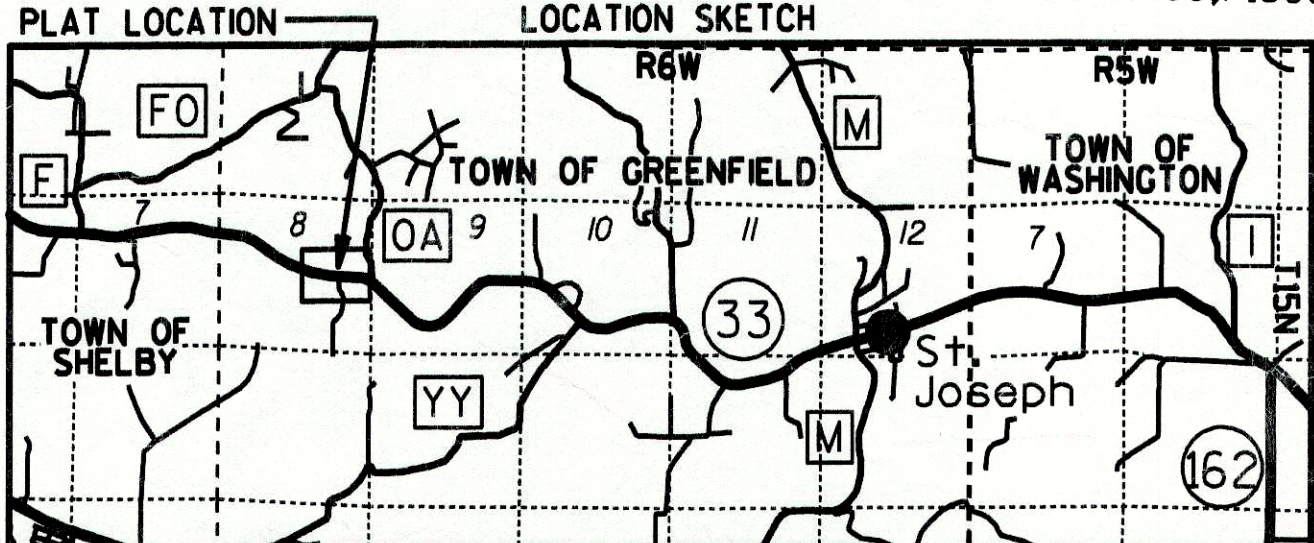 PLAT LOCATION
LOCATION SKETCH
R6W
R5W
FO
M
F
TOWN OF GREENFIELD
TOWN OF
WASHINGTON
7
8
OA
9
10
11
12
7
I
T15N
TOWN OF
SHELBY
33
St.
Joseph
YY
M
162